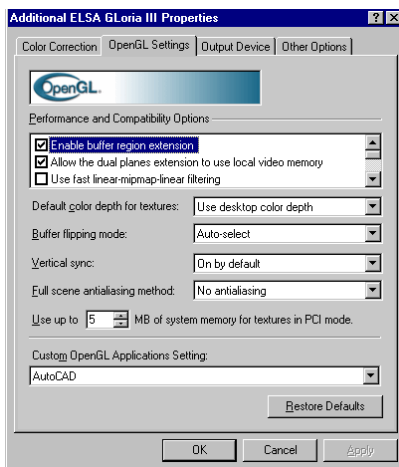 Additional ELSA GLoria III Properties
Color Correction OpenGL Settings Output Device Other Options
OpenGL.
Performance and Compatibility Options
Enable buffer region extension
Allow the dual planes extension to use local video memory
Use fast linear-mipmap-linear filtering
Default color depth for textures: Use desktop color depth
Buffer flipping mode: Auto-select
Vertical sync: On by default
Full scene antialiasing method: No antialiasing
Use up to 5 MB of system memory for textures in PCI mode.
Custom OpenGL Applications Setting:
AutoCAD
Restore Defaults
OK Cancel Apply